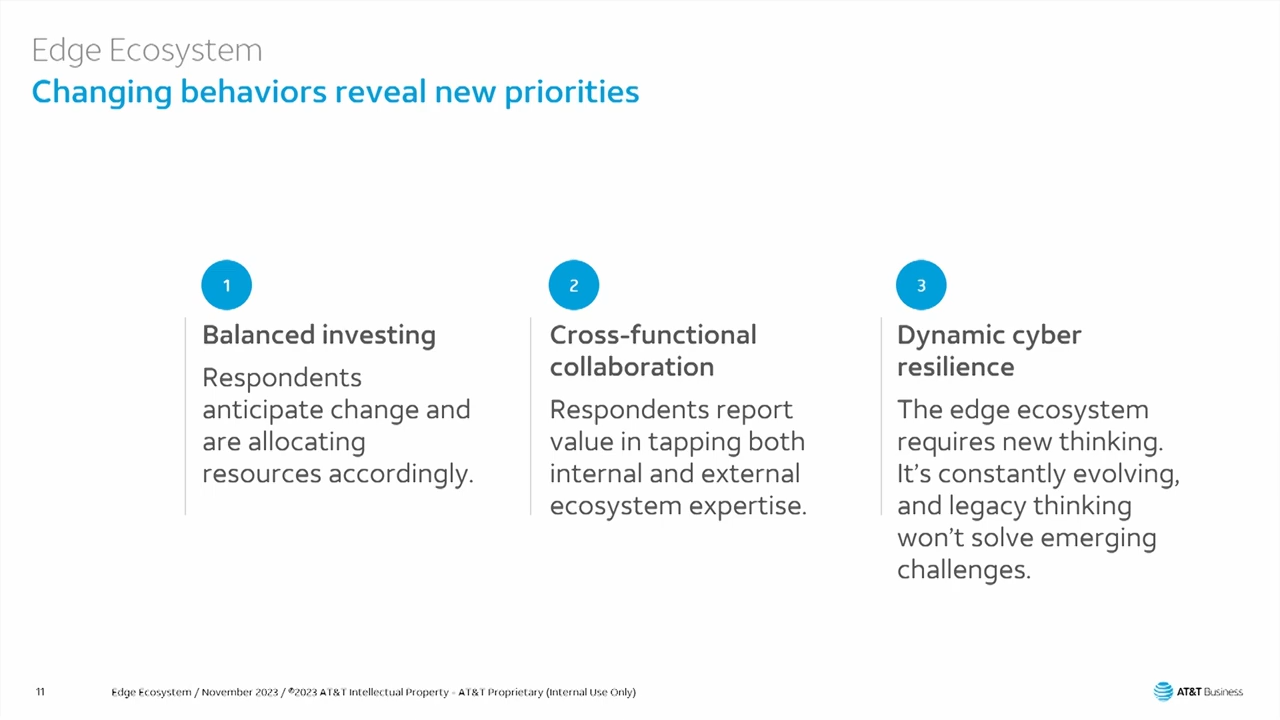 Edge Ecosystem
Changing behaviors reveal new priorities
1
Balanced investing
Respondents
anticipate change and
are allocating
resources accordingly.
2
Cross-functional
collaboration
Respondents report
value in tapping both
internal and external
ecosystem expertise.
3
Dynamic cyber
resilience
The edge ecosystem
requires new thinking.
It’s constantly evolving,
and legacy thinking
won’t solve emerging
challenges.
11
Edge Ecosystem / November 2023 / ©2023 AT&T Intellectual Property - AT&T Proprietary (Internal Use Only)
AT&T Business